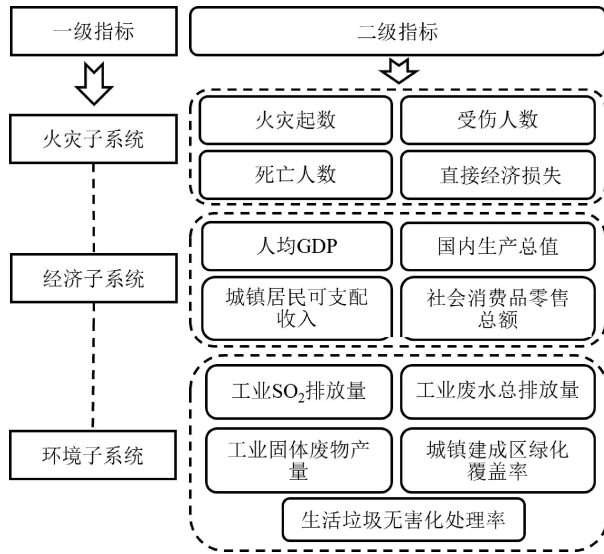 一级指标
二级指标
火灾子系统
火灾起数
受伤人数
死亡人数
直接经济损失
经济子系统
人均GDP
国内生产总值
城镇居民可支配
收入
社会消费品零售
总额
环境子系统
工业SO₂排放量
工业废水总排放量
工业固体废物产
量
城镇建成区绿化
覆盖率
生活垃圾无害化处理率